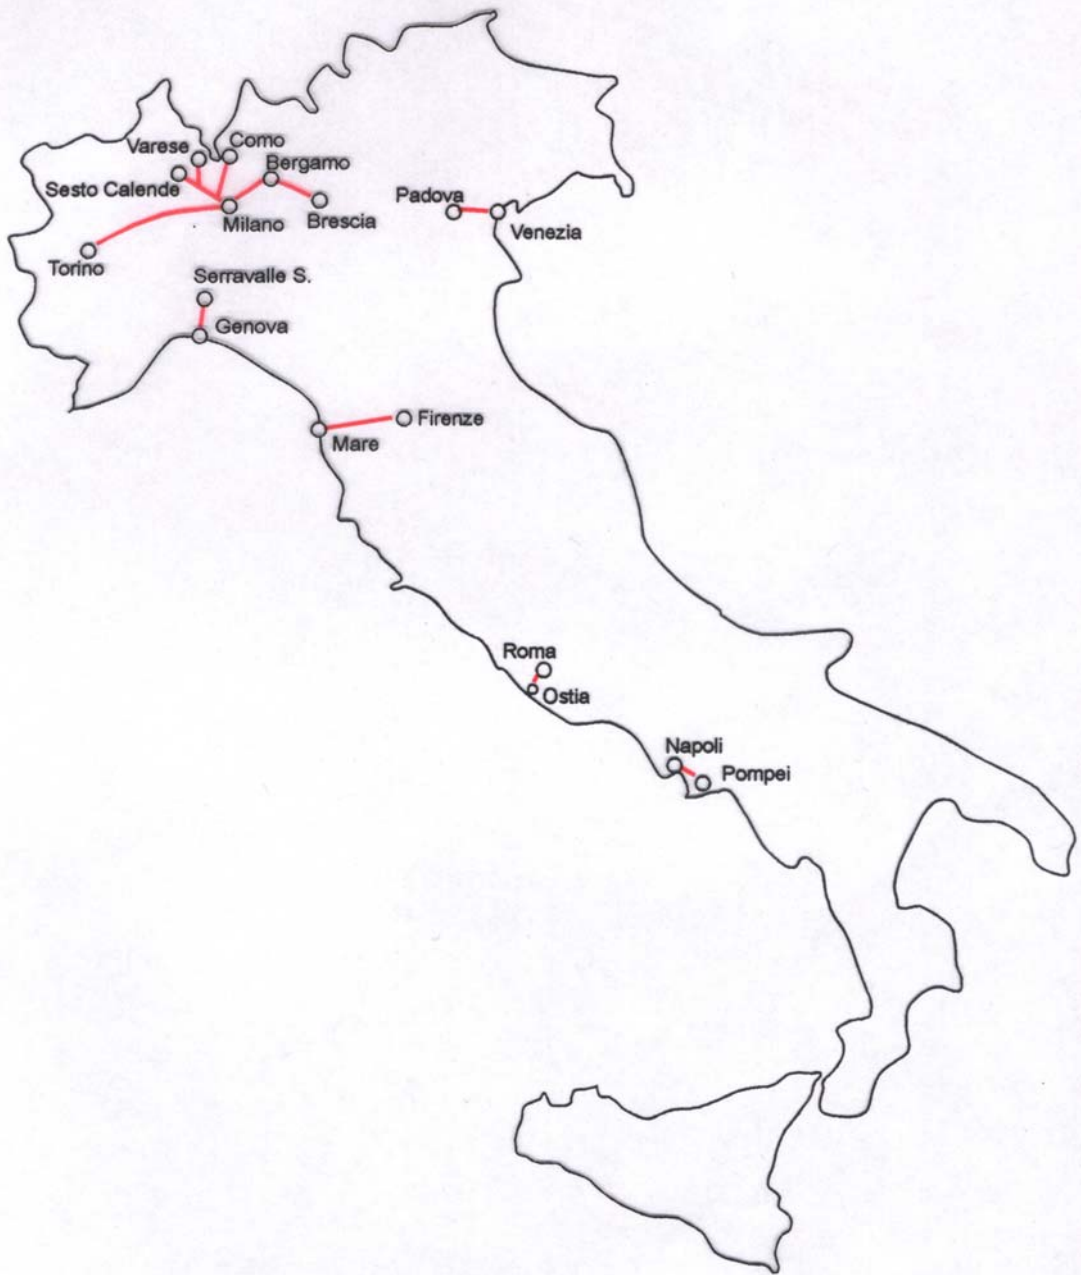 Varese
Como
Bergamo
Sesto Calende
Milano
Brescia
Padova
Venezia
Torino
Serravalle S.
Genova
Firenze
Mare
Roma
Ostia
Napoli
Pompei